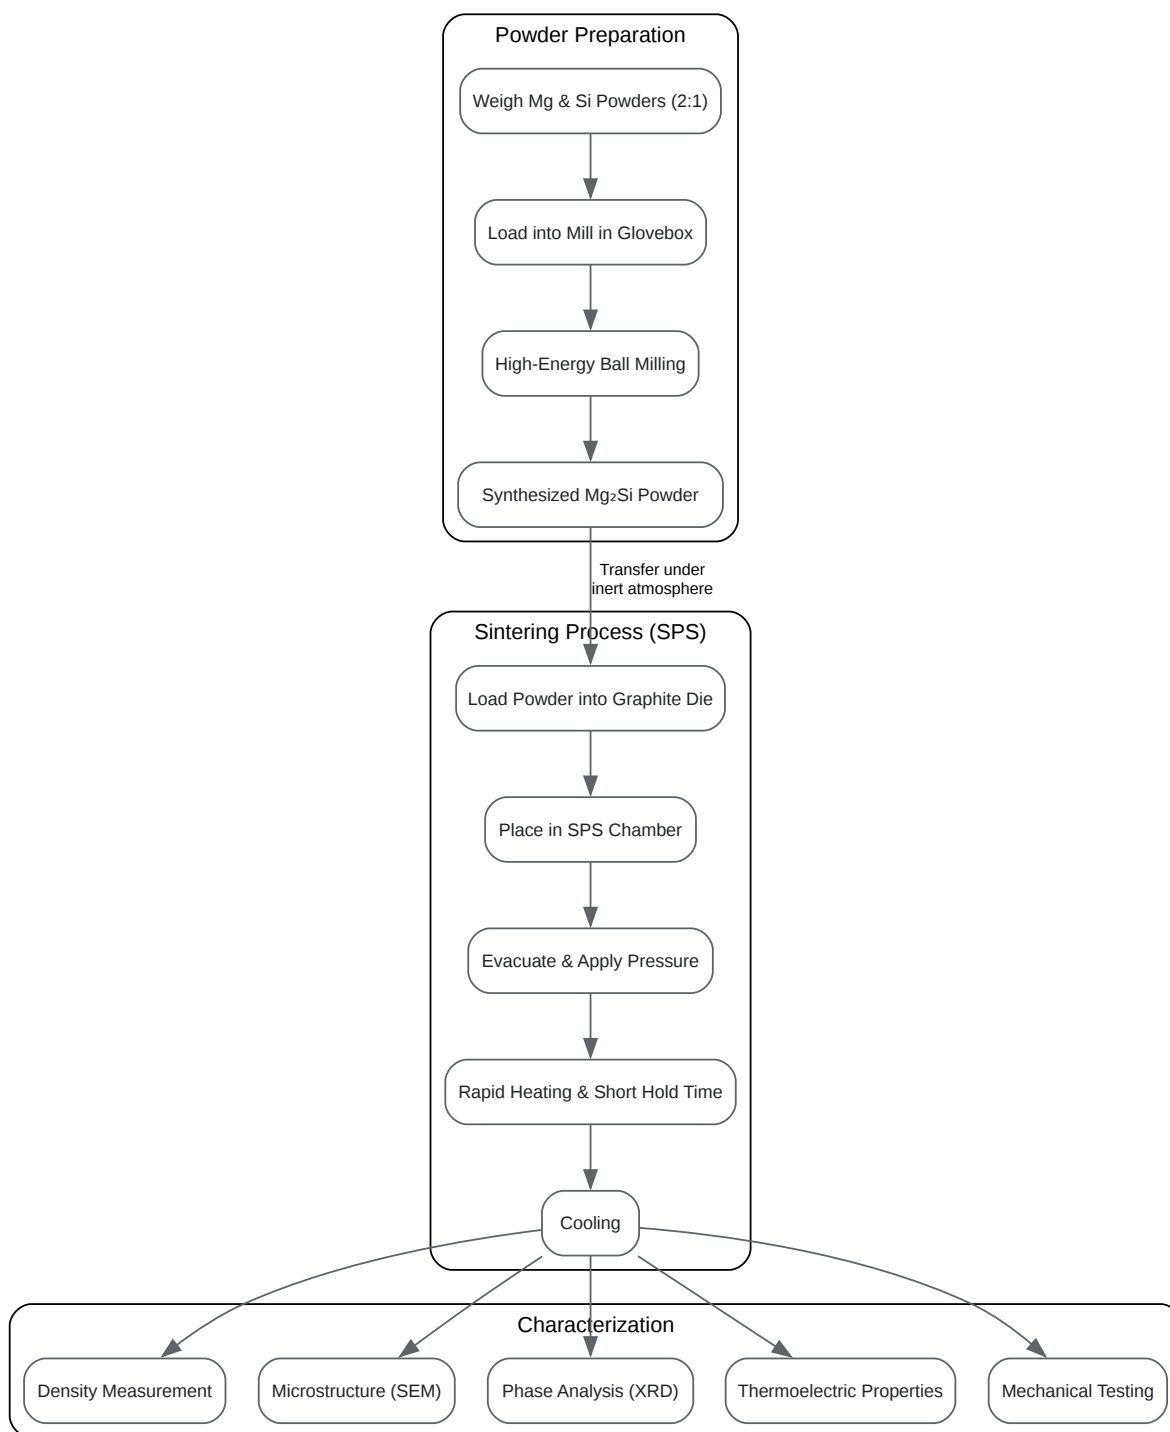 Powder Preparation
Weigh Mg & Si Powders (2:1)
Load into Mill in Glovebox
High-Energy Ball Milling
Synthesized Mg₂Si Powder
Transfer under
inert atmosphere
Sintering Process (SPS)
Load Powder into Graphite Die
Place in SPS Chamber
Evacuate & Apply Pressure
Rapid Heating & Short Hold Time
Cooling
Characterization
Density Measurement
Microstructure (SEM)
Phase Analysis (XRD)
Thermoelectric Properties
Mechanical Testing